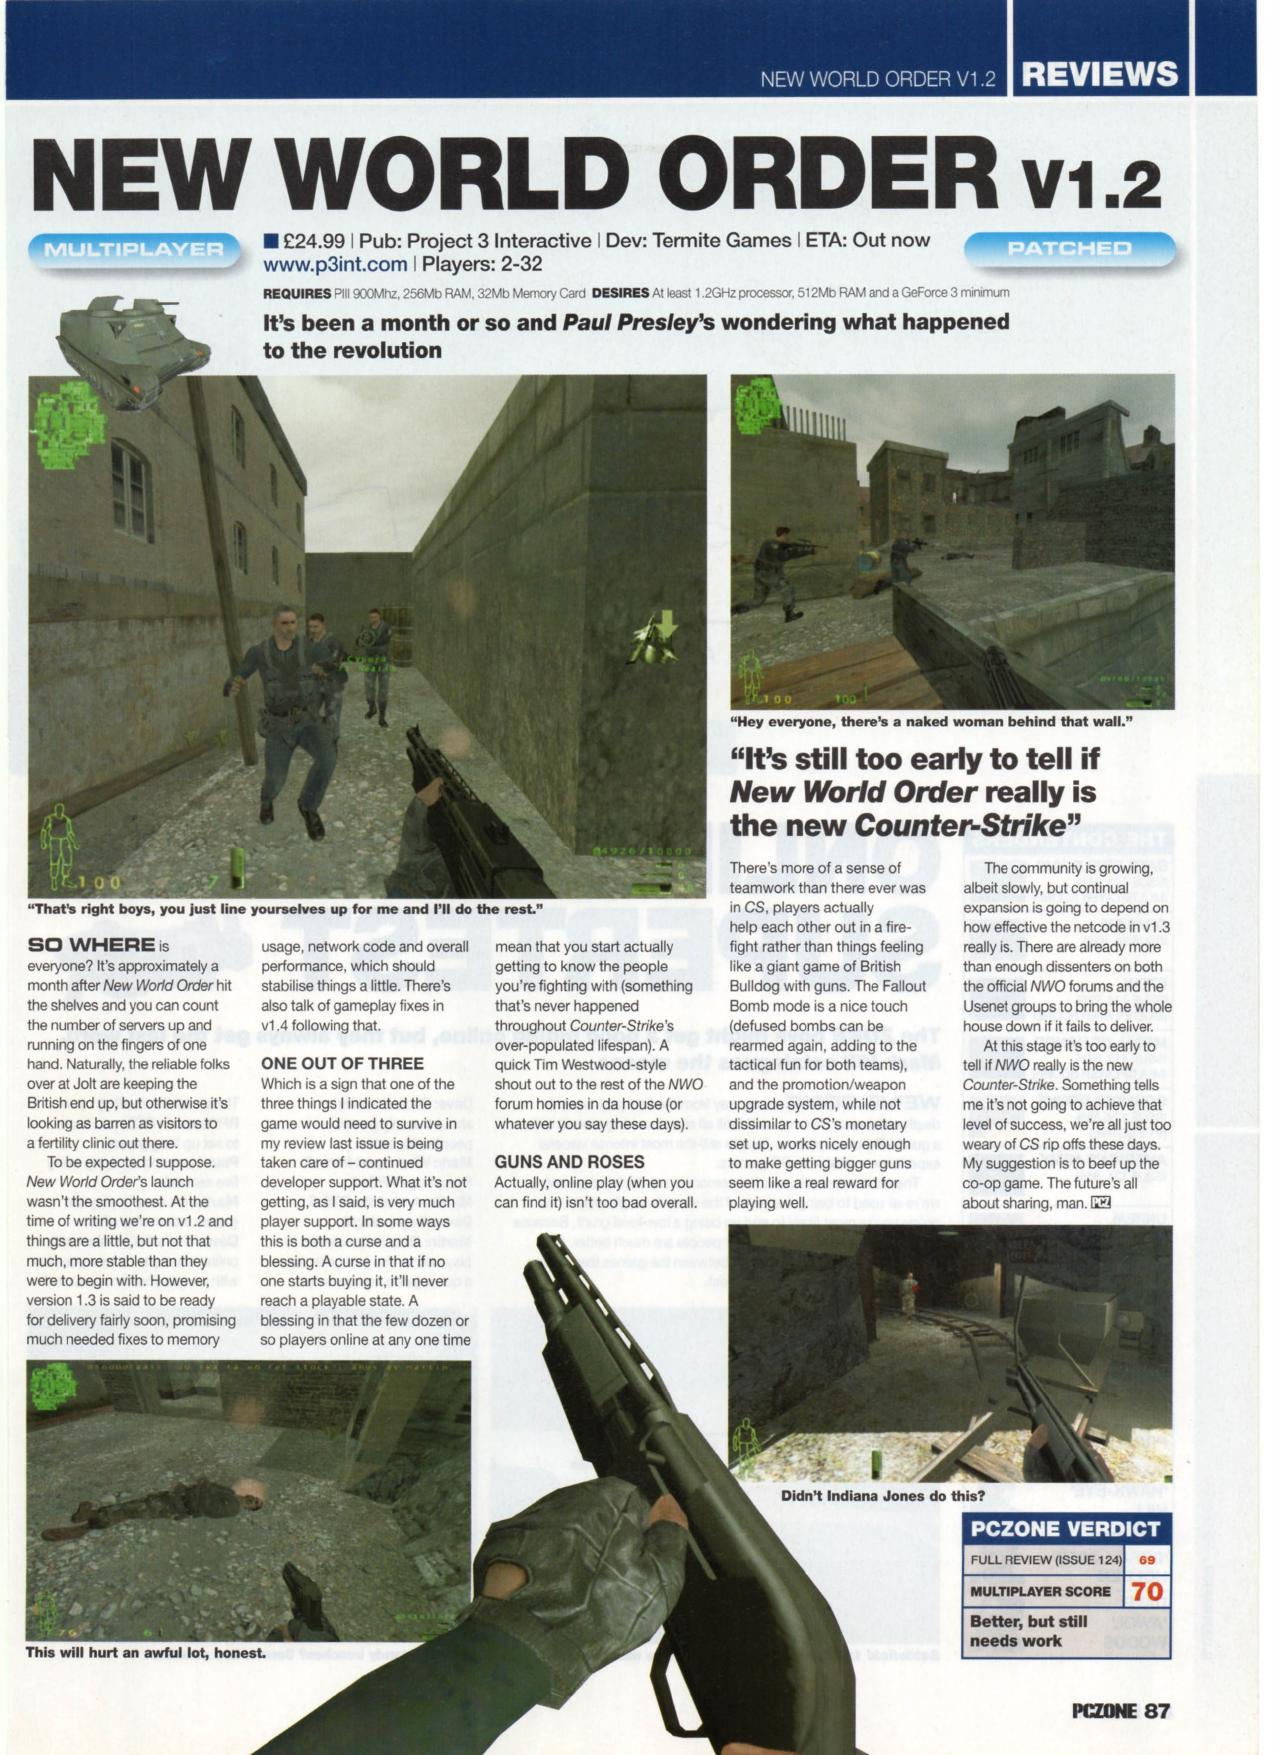 NEW WORLD ORDER V1.2
REVIEWS
NEW WORLD ORDER V1.2
MULTIPLAYER
■ £24.99 | Pub: Project 3 Interactive | Dev: Termite Games | ETA: Out now
www.p3int.com | Players: 2-32
PATCHED
REQUIRES PIII 900Mhz, 256Mb RAM, 32Mb Memory Card DESIRES At least 1.2GHz processor, 512Mb RAM and a GeForce 3 minimum
It's been a month or so and Paul Presley's wondering what happened
to the revolution
100
7
04926/10000
"That's right boys, you just line yourselves up for me and I'll do the rest."
100
100
"Hey everyone, there's a naked woman behind that wall."
"It's still too early to tell if
New World Order really is
the new Counter-Strike"
SO WHERE is
everyone? It's approximately a
month after New World Order hit
the shelves and you can count
the number of servers up and
running on the fingers of one
hand. Naturally, the reliable folks
over at Jolt are keeping the
British end up, but otherwise it's
looking as barren as visitors to
a fertility clinic out there.
To be expected I suppose.
New World Order's launch
wasn't the smoothest. At the
time of writing we're on v1.2 and
things are a little, but not that
much, more stable than they
were to begin with. However,
version 1.3 is said to be ready
for delivery fairly soon, promising
much needed fixes to memory
usage, network code and overall
performance, which should
stabilise things a little. There's
also talk of gameplay fixes in
v1.4 following that.
ONE OUT OF THREE
Which is a sign that one of the
three things I indicated the
game would need to survive in
my review last issue is being
taken care of – continued
developer support. What it's not
getting, as I said, is very much
player support. In some ways
this is both a curse and a
blessing. A curse in that if no
one starts buying it, it'll never
reach a playable state. A
blessing in that the few dozen or
so players online at any one time
mean that you start actually
getting to know the people
you're fighting with (something
that's never happened
throughout Counter-Strike's
over-populated lifespan). A
quick Tim Westwood-style
shout out to the rest of the NWO
forum homies in da house (or
whatever you say these days).
GUNS AND ROSES
Actually, online play (when you
can find it) isn't too bad overall.
There's more of a sense of
teamwork than there ever was
in CS, players actually
help each other out in a fire-
fight rather than things feeling
like a giant game of British
Bulldog with guns. The Fallout
Bomb mode is a nice touch
(defused bombs can be
rearmed again, adding to the
tactical fun for both teams),
and the promotion/weapon
upgrade system, while not
dissimilar to CS's monetary
set up, works nicely enough
to make getting bigger guns
seem like a real reward for
playing well.
The community is growing,
albeit slowly, but continual
expansion is going to depend on
how effective the netcode in v1.3
really is. There are already more
than enough dissenters on both
the official NWO forums and the
Usenet groups to bring the whole
house down if it fails to deliver.
At this stage it's too early to
tell if NWO really is the new
Counter-Strike. Something tells
me it's not going to achieve that
level of success, we're all just too
weary of CS rip offs these days.
My suggestion is to beef up the
co-op game. The future's all
about sharing, man. PCZ
This will hurt an awful lot, honest.
Didn't Indiana Jones do this?
PCZONE VERDICT
FULL REVIEW (ISSUE 124) 69
MULTIPLAYER SCORE 70
Better, but still
needs work
PCZONE 87